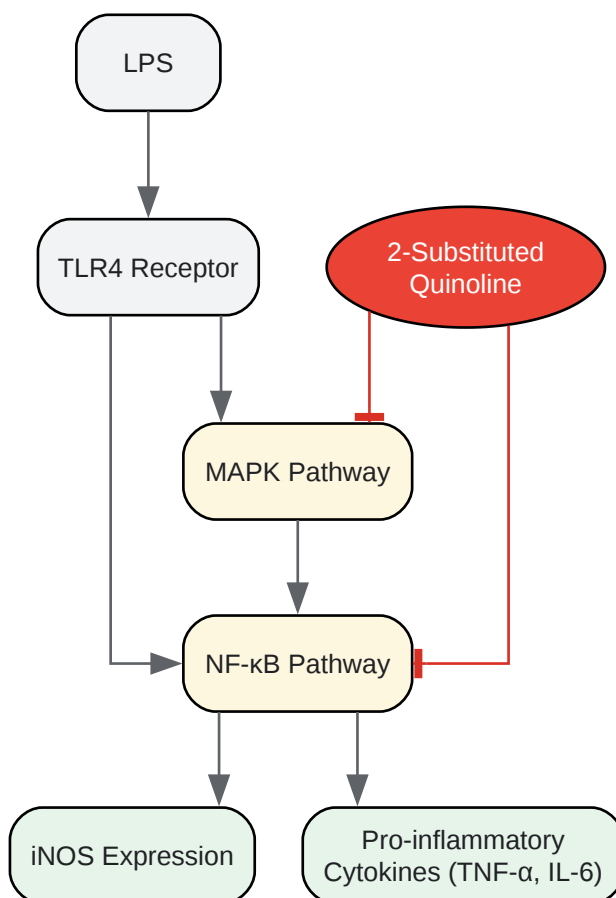 LPS
TLR4 Receptor
2-Substituted
Quinoline
MAPK Pathway
NF-κB Pathway
iNOS Expression
Pro-inflammatory
Cytokines (TNF-α, IL-6)